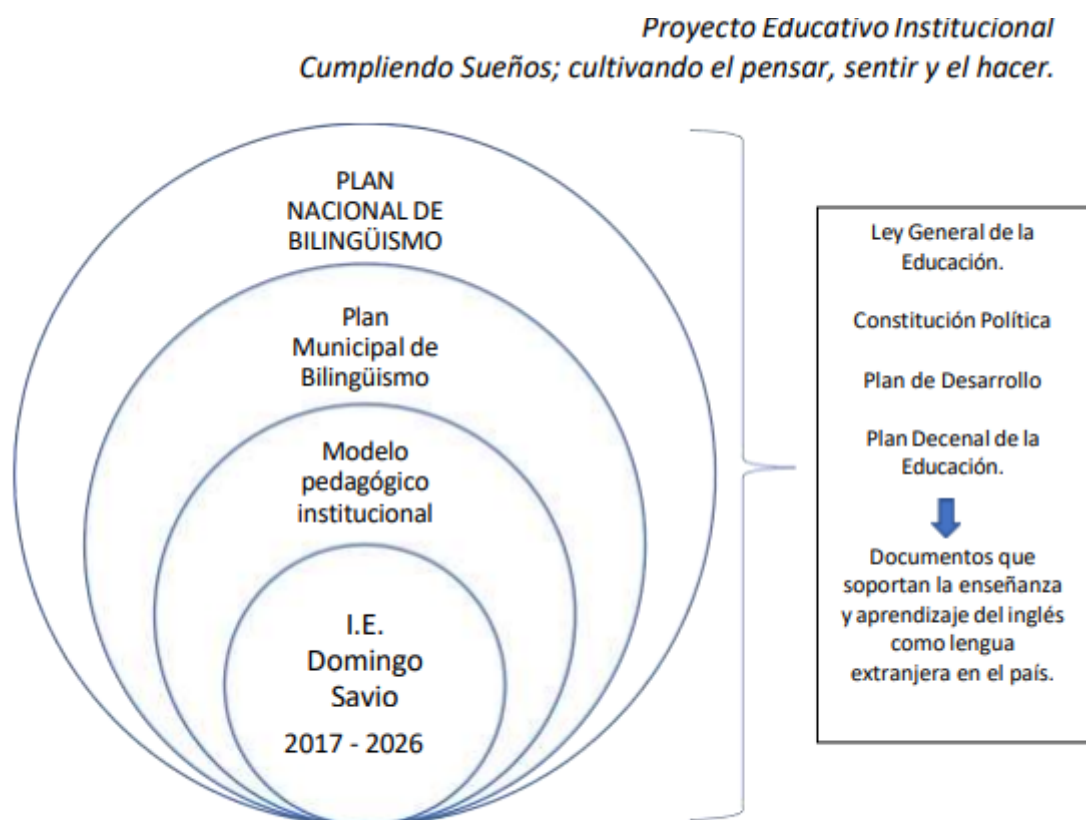 Proyecto Educativo Institucional
Cumpliendo Sueños; cultivando el pensar, sentir y el hacer.
PLAN
NACIONAL DE
BILINGÜISMO
Plan
Municipal de
Bilingüismo
Modelo
pedagógico
institucional
I.E.
Domingo
Savio
2017 - 2026
Ley General de la
Educación.
Constitución Política
Plan de Desarrollo
Plan Decenal de la
Educación.
Documentos que
soportan la enseñanza
y aprendizaje del inglés
como lengua
extranjera en el país.